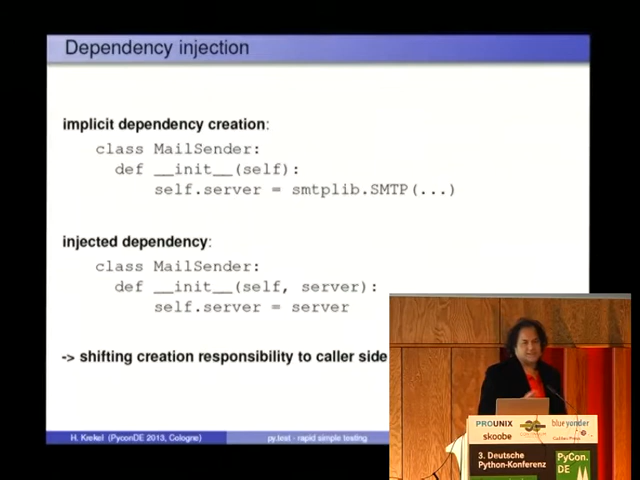 Dependency injection
implicit dependency creation:
class MailSender:
def __init__(self):
self.server = smtplib.SMTP(...)
injected dependency:
class MailSender:
def __init__(self, server):
self.server = server
-> shifting creation responsibility to caller side
H. Krekel (PyconDE 2013, Cologne)
py.test - rapid simple testing
PROUNIX
blueyonder
skoobe
3. Deutsche
Python-Konferenz
PyCon.
DE